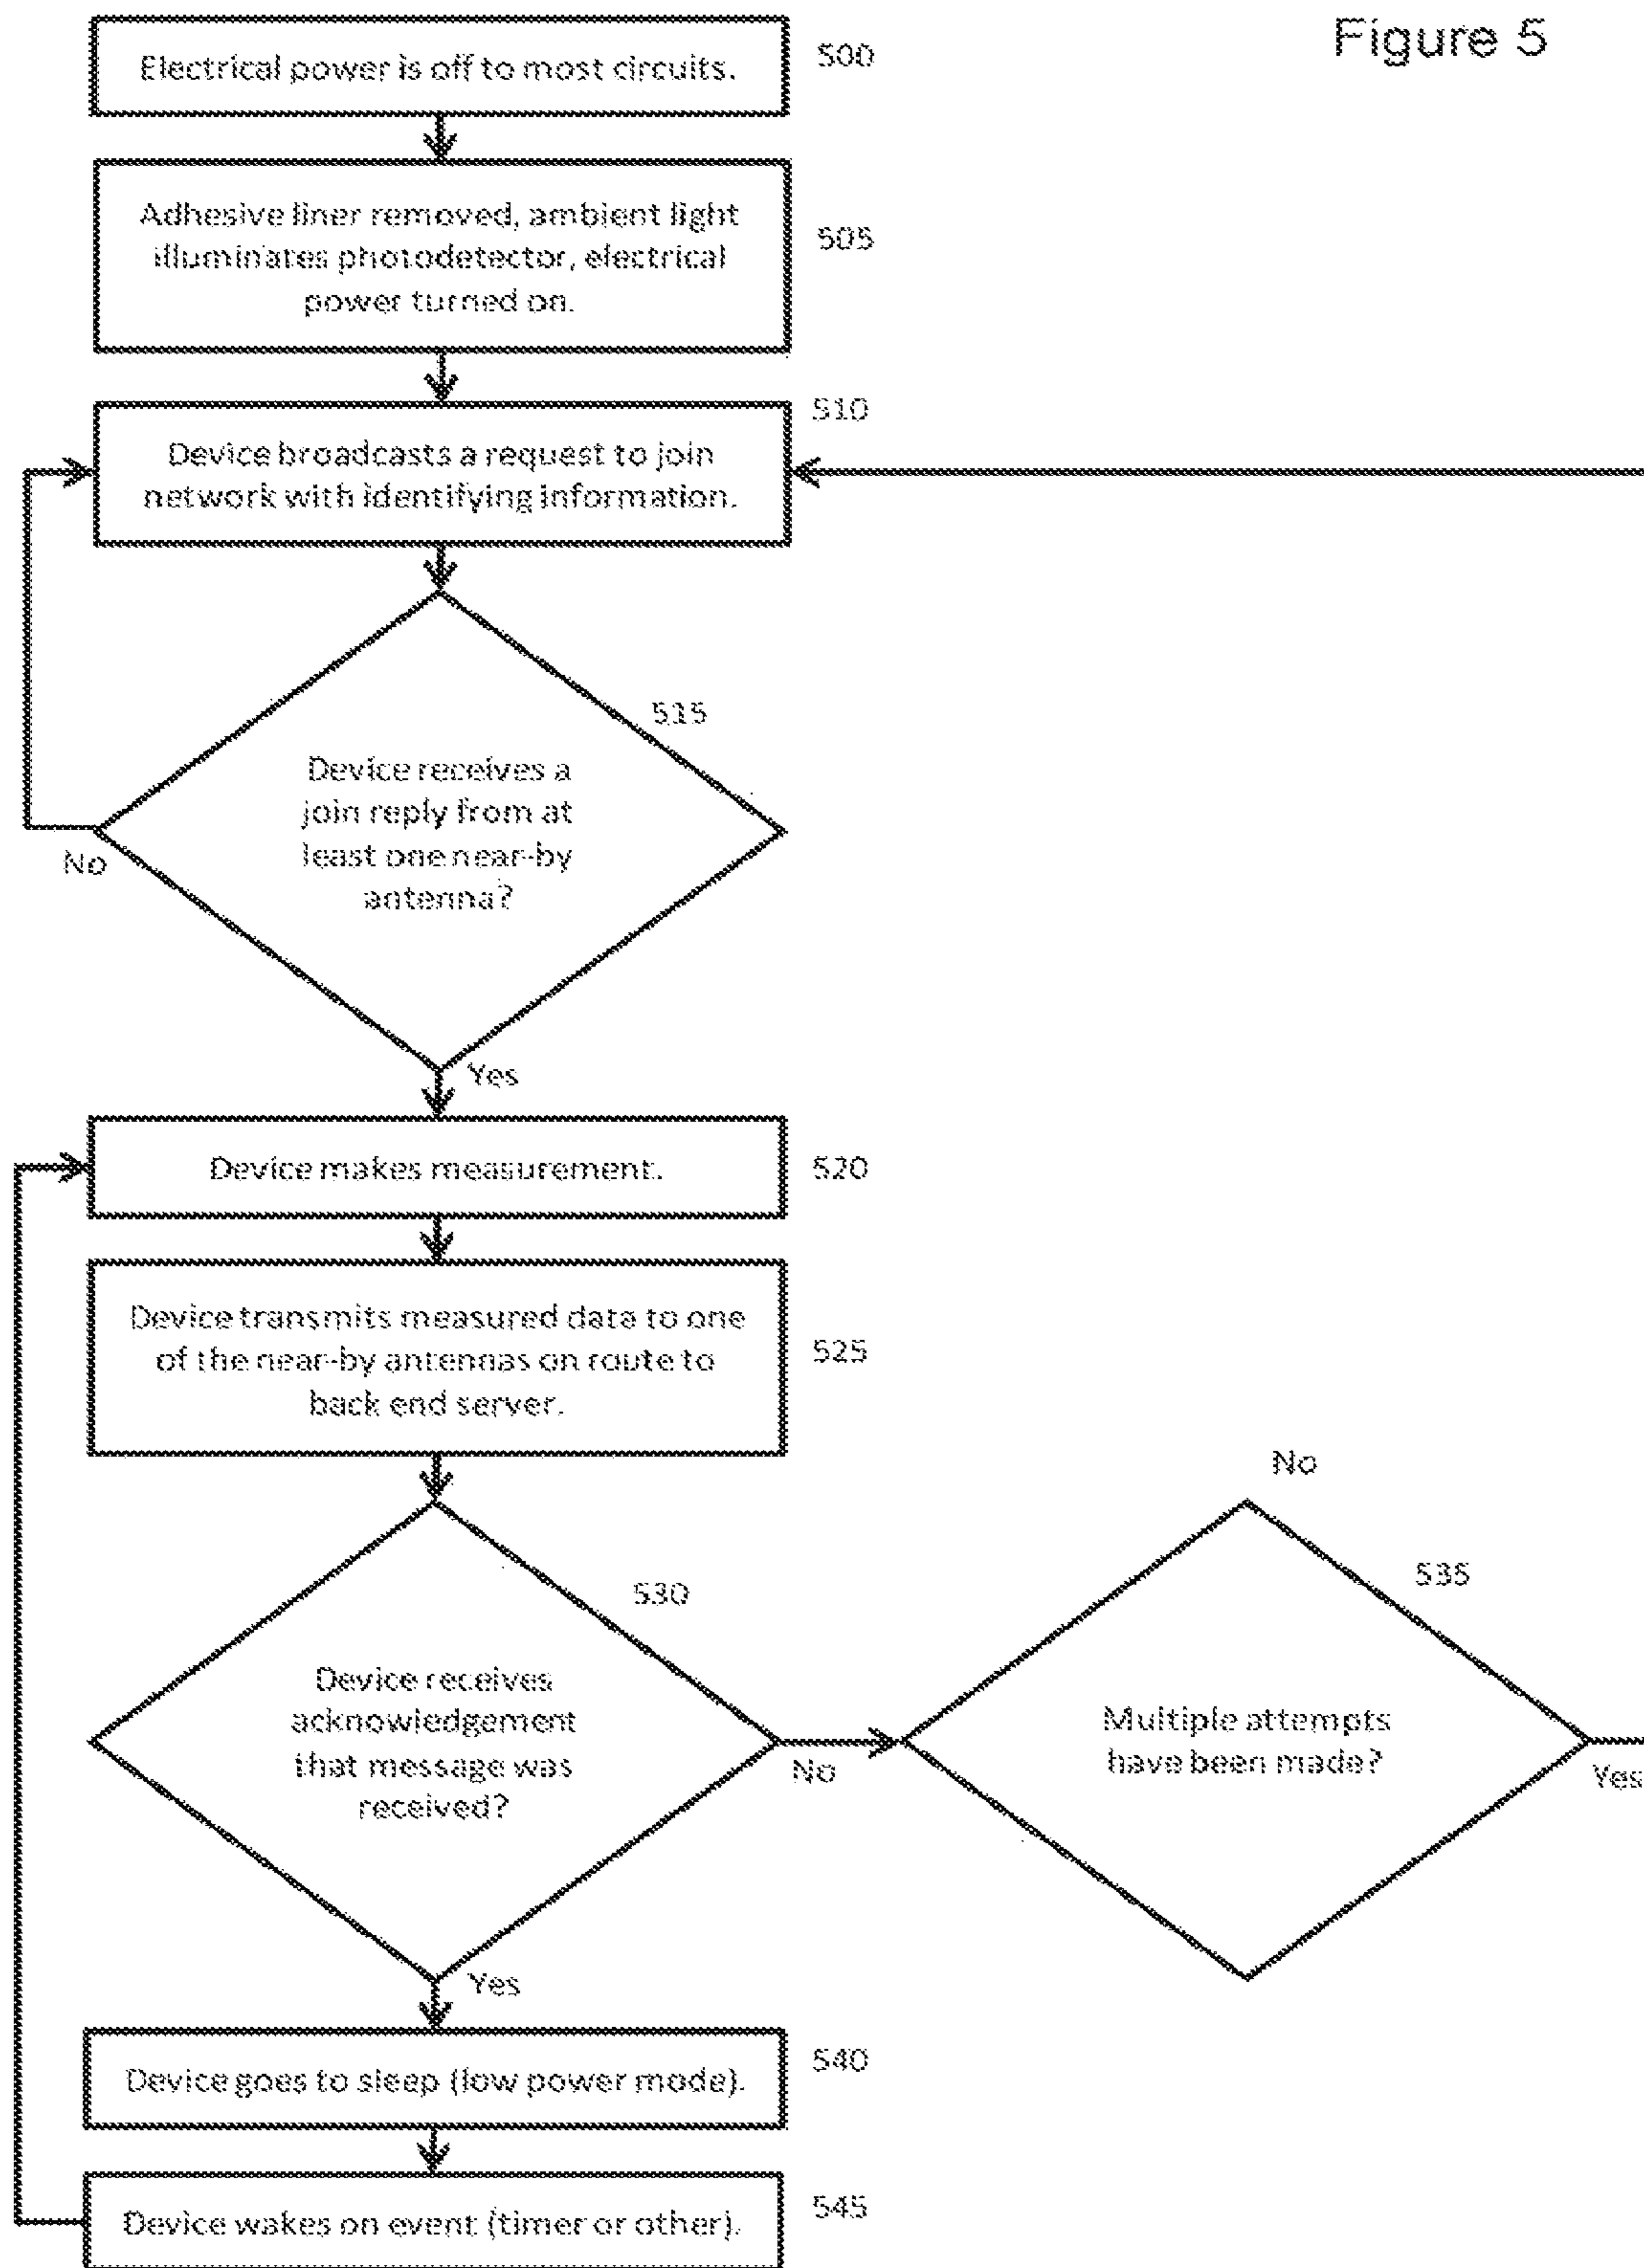 Figure 5
Electrical power is off to most circuits.
500
Adhesive liner removed, ambient light
illuminates photodetector, electrical
power turned on.
505
510
Device broadcasts a request to join
network with identifying information.
515
Device receives a
join reply from at
least one near-by
antenna?
No
Yes
Device makes measurement.
520
Device transmits measured data to one
of the near-by antennas on route to
back end server.
525
No
530
535
Device receives
acknowledgement
that message was
received?
No
Multiple attempts
have been made?
Yes
Yes
Device goes to sleep (low power mode).
540
Device wakes on event (timer or other).
545